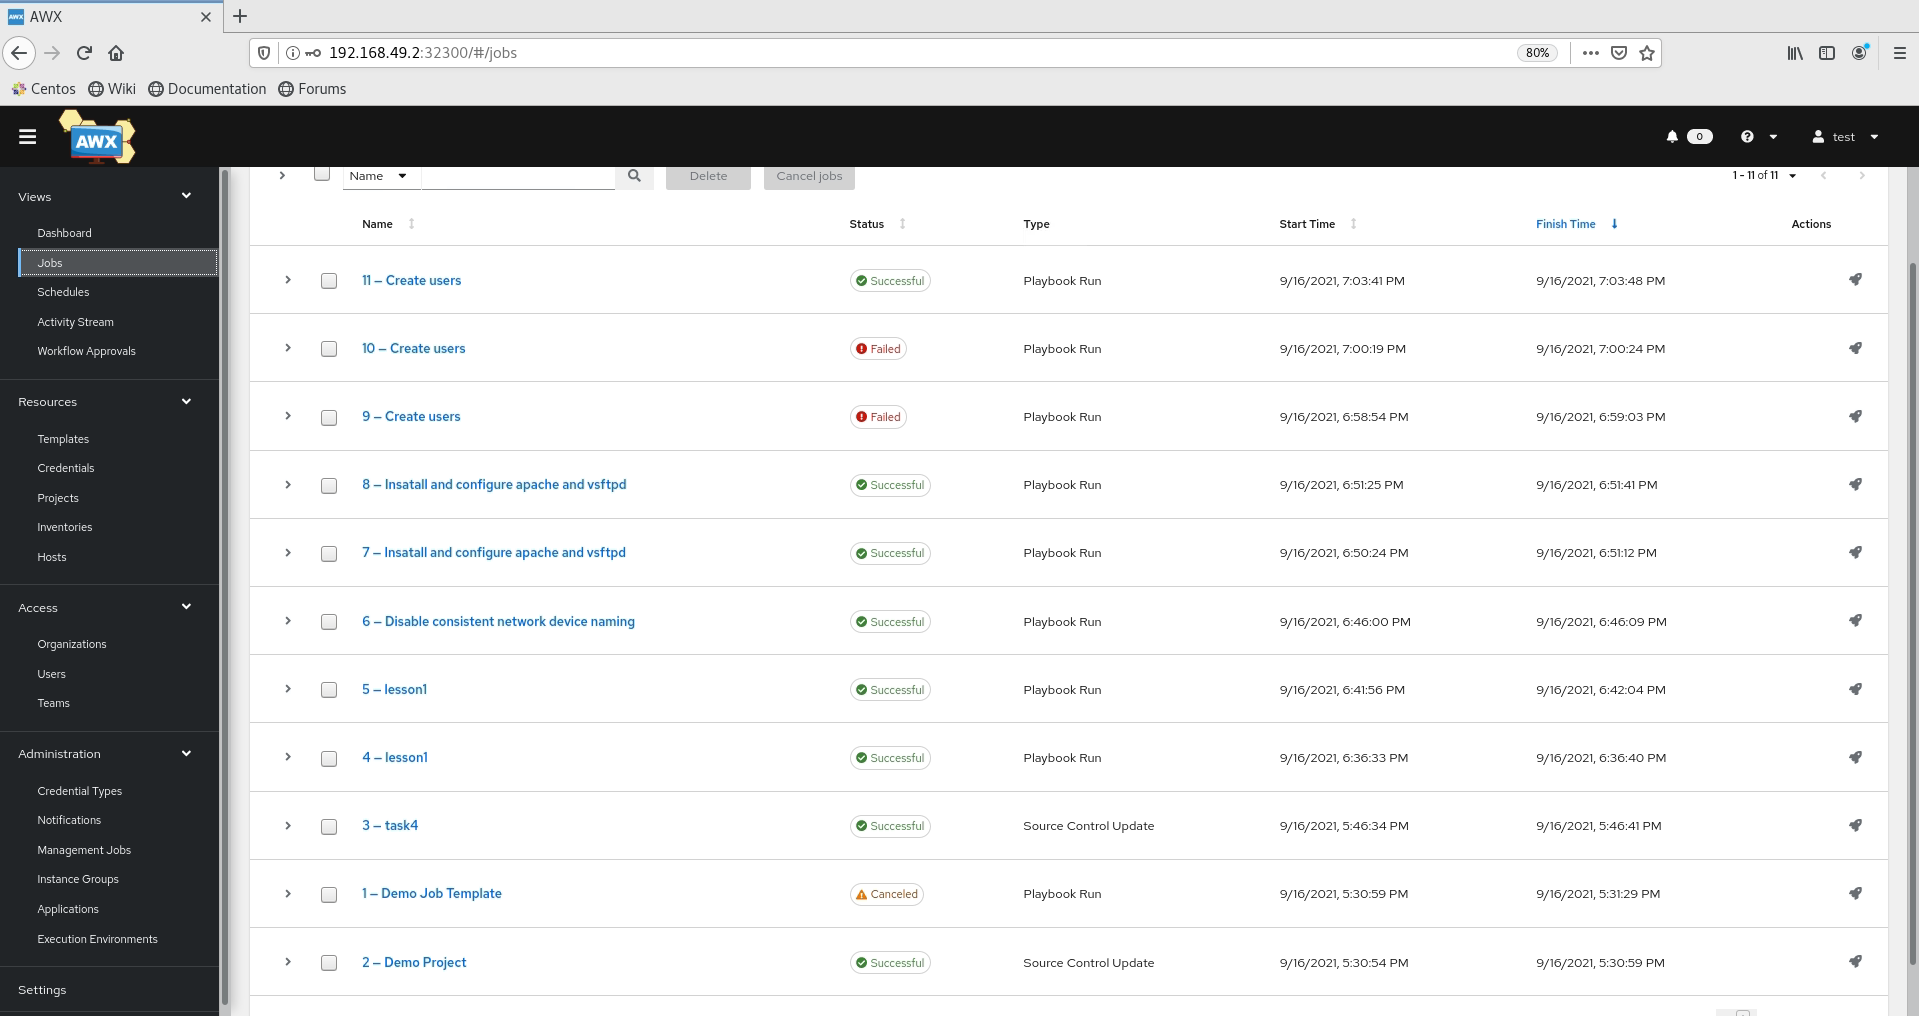 AWX
192.168.49.2:32300/#/jobs 80%
Centos Wiki Documentation Forums
AWX 0 test
Name Delete Cancel jobs 1 - 11 of 11
Views
Dashboard
Jobs
Schedules
Activity Stream
Workflow Approvals
Resources
Templates
Credentials
Projects
Inventories
Hosts
Access
Organizations
Users
Teams
Administration
Credential Types
Notifications
Management Jobs
Instance Groups
Applications
Execution Environments
Settings
Name Status Type Start Time Finish Time Actions
11 – Create users Successful Playbook Run 9/16/2021, 7:03:41 PM 9/16/2021, 7:03:48 PM
10 – Create users Failed Playbook Run 9/16/2021, 7:00:19 PM 9/16/2021, 7:00:24 PM
9 – Create users Failed Playbook Run 9/16/2021, 6:58:54 PM 9/16/2021, 6:59:03 PM
8 – Insatall and configure apache and vsftpd Successful Playbook Run 9/16/2021, 6:51:25 PM 9/16/2021, 6:51:41 PM
7 – Insatall and configure apache and vsftpd Successful Playbook Run 9/16/2021, 6:50:24 PM 9/16/2021, 6:51:12 PM
6 – Disable consistent network device naming Successful Playbook Run 9/16/2021, 6:46:00 PM 9/16/2021, 6:46:09 PM
5 – lesson1 Successful Playbook Run 9/16/2021, 6:41:56 PM 9/16/2021, 6:42:04 PM
4 – lesson1 Successful Playbook Run 9/16/2021, 6:36:33 PM 9/16/2021, 6:36:40 PM
3 – task4 Successful Source Control Update 9/16/2021, 5:46:34 PM 9/16/2021, 5:46:41 PM
1 – Demo Job Template Canceled Playbook Run 9/16/2021, 5:30:59 PM 9/16/2021, 5:31:29 PM
2 – Demo Project Successful Source Control Update 9/16/2021, 5:30:54 PM 9/16/2021, 5:30:59 PM